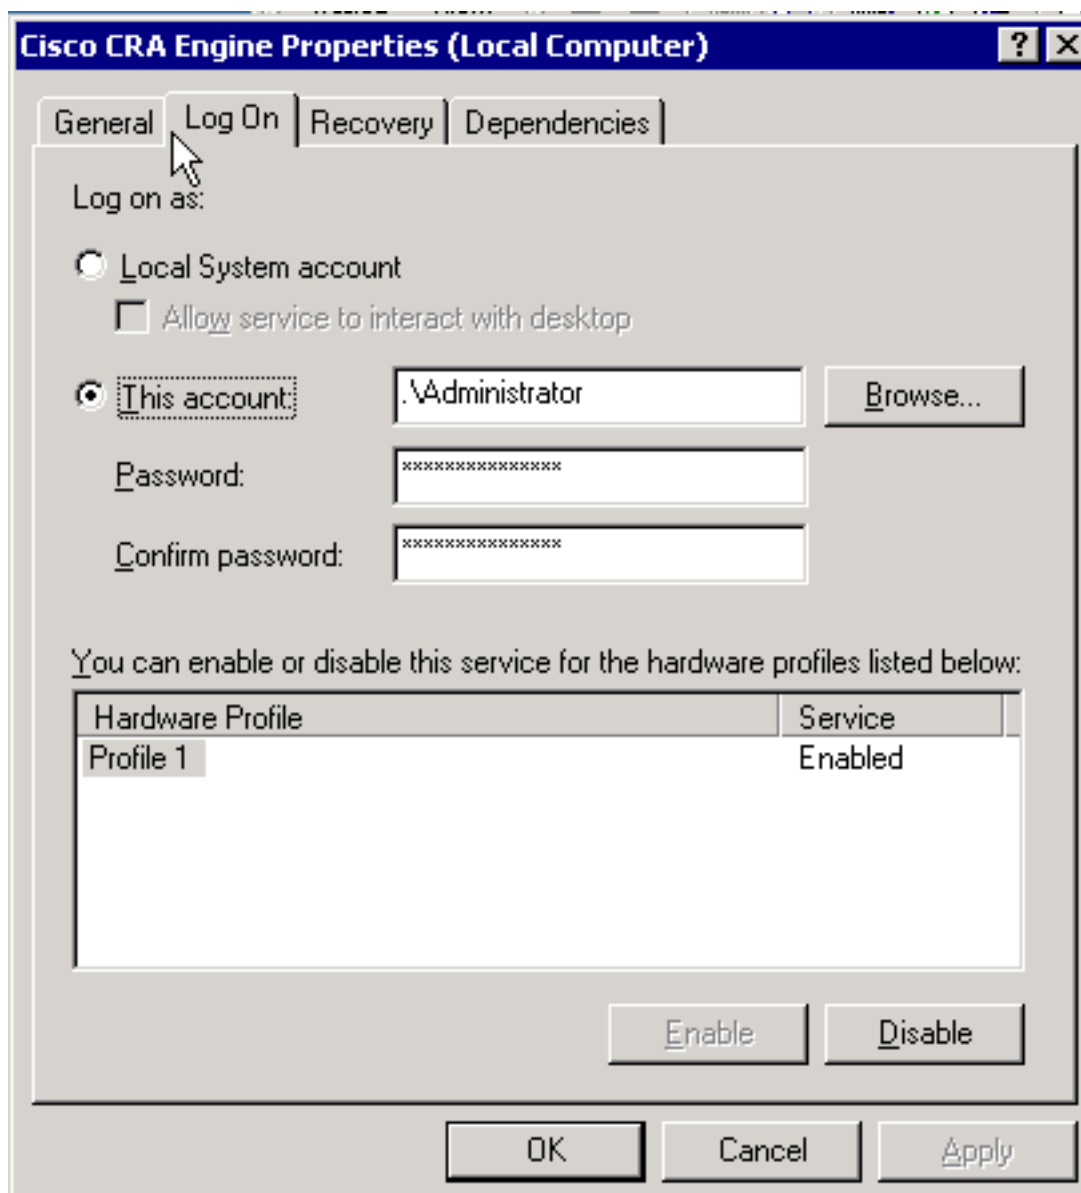 Cisco CRA Engine Properties (Local Computer)
General Log On Recovery Dependencies
Log on as:
Local System account
Allow service to interact with desktop
This account: .\Administrator Browse...
Password: ***************
Confirm password: ***************
You can enable or disable this service for the hardware profiles listed below:
Hardware Profile Service
Profile 1 Enabled
Enable Disable
OK Cancel Apply